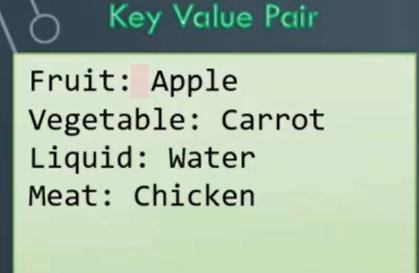 Key Value Pair
Fruit: Apple
Vegetable: Carrot
Liquid: Water
Meat: Chicken